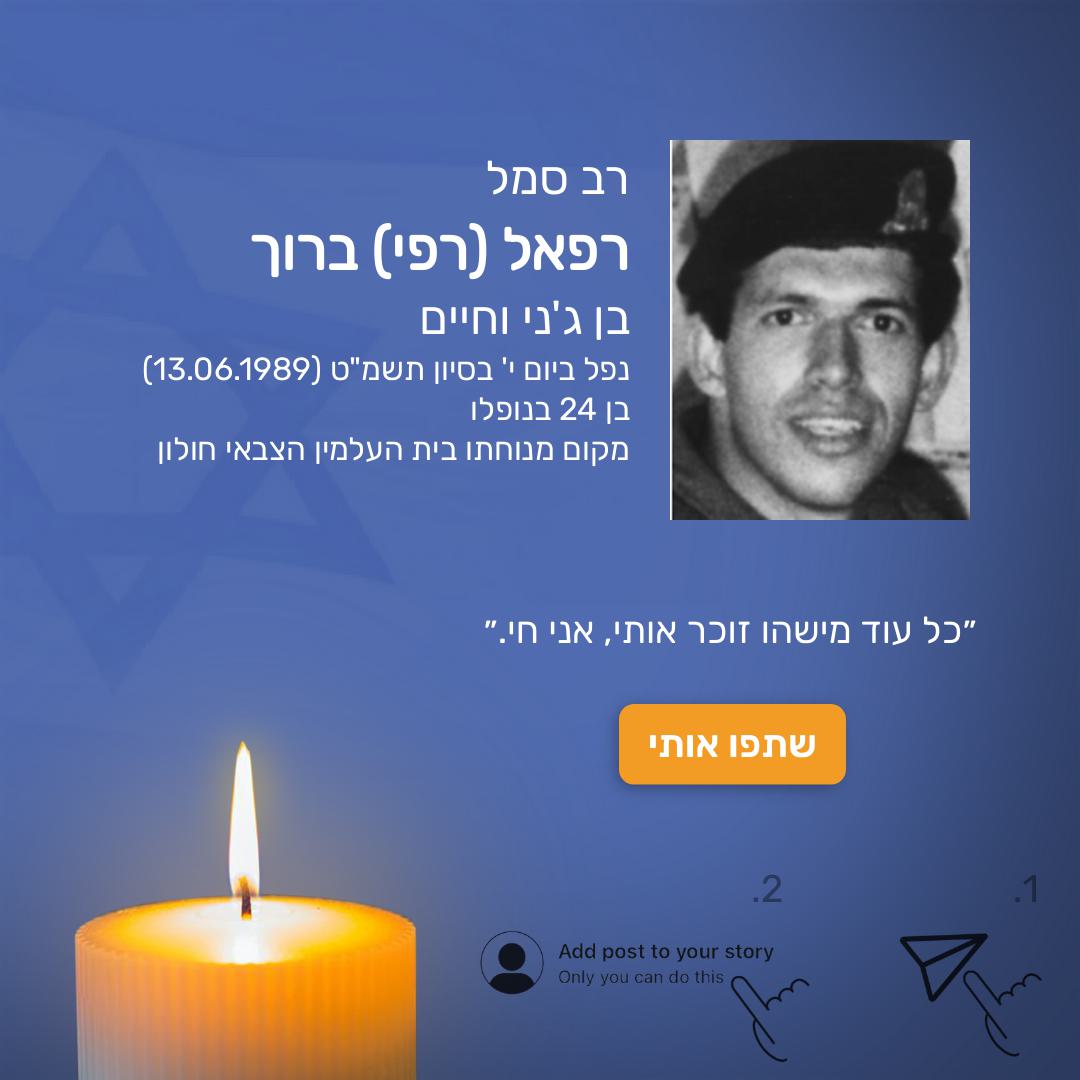 רב סמל
רפאל (רפי) ברוך
בן ג'ני וחיים
נפל ביום י' בסיון תשמ"ט (13.06.1989)
בן 24 בנופלו
מקום מנוחתו בית העלמין הצבאי חולון
״כל עוד מישהו זוכר אותי, אני חי.״
שתפו אותי
1.
2.
Add post to your story
Only you can do this